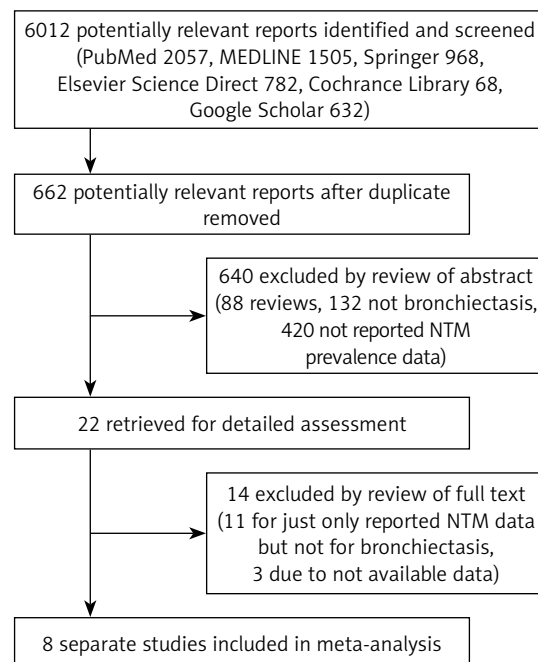 6012 potentially relevant reports identified and screened
(PubMed 2057, MEDLINE 1505, Springer 968,
Elsevier Science Direct 782, Cochrance Library 68,
Google Scholar 632)
662 potentially relevant reports after duplicate
removed
640 excluded by review of abstract
(88 reviews, 132 not bronchiectasis,
420 not reported NTM
prevalence data)
22 retrieved for detailed assessment
14 excluded by review of full text
(11 for just only reported NTM data
but not for bronchiectasis,
3 due to not available data)
8 separate studies included in meta-analysis